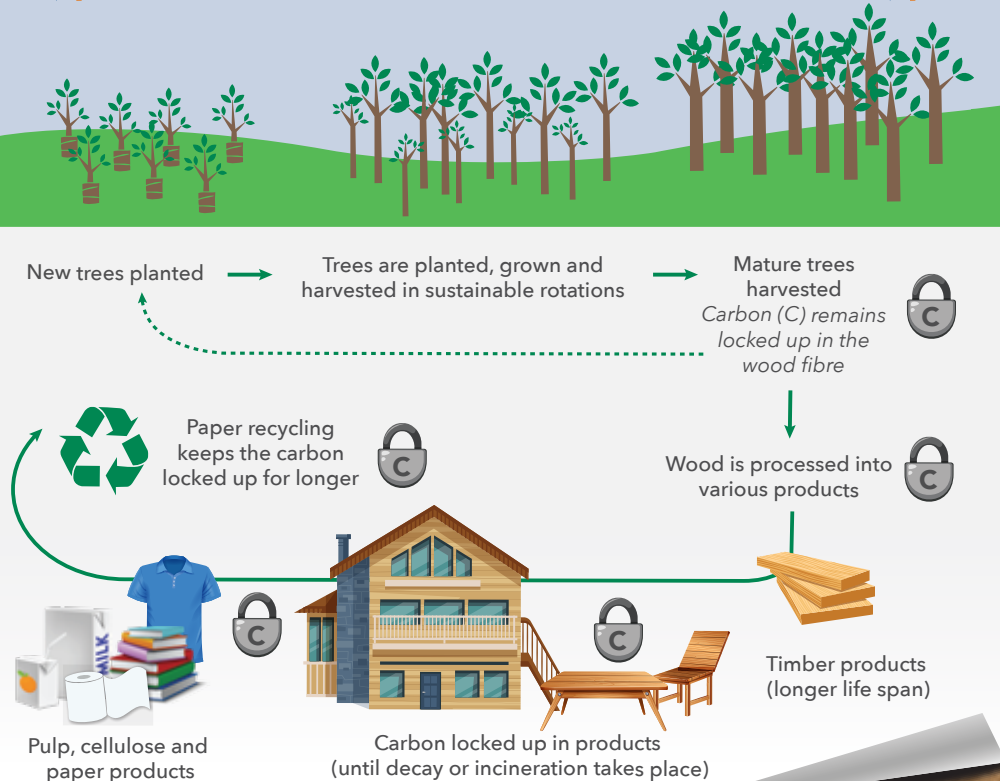 New trees planted
Trees are planted, grown and
harvested in sustainable rotations
Mature trees
harvested
Carbon (C) remains
locked up in the
wood fibre
C
Paper recycling
keeps the carbon
locked up for longer
C
Wood is processed into
various products
C
C
C
MILK
Timber products
(longer life span)
Pulp, cellulose and
paper products
Carbon locked up in products
(until decay or incineration takes place)